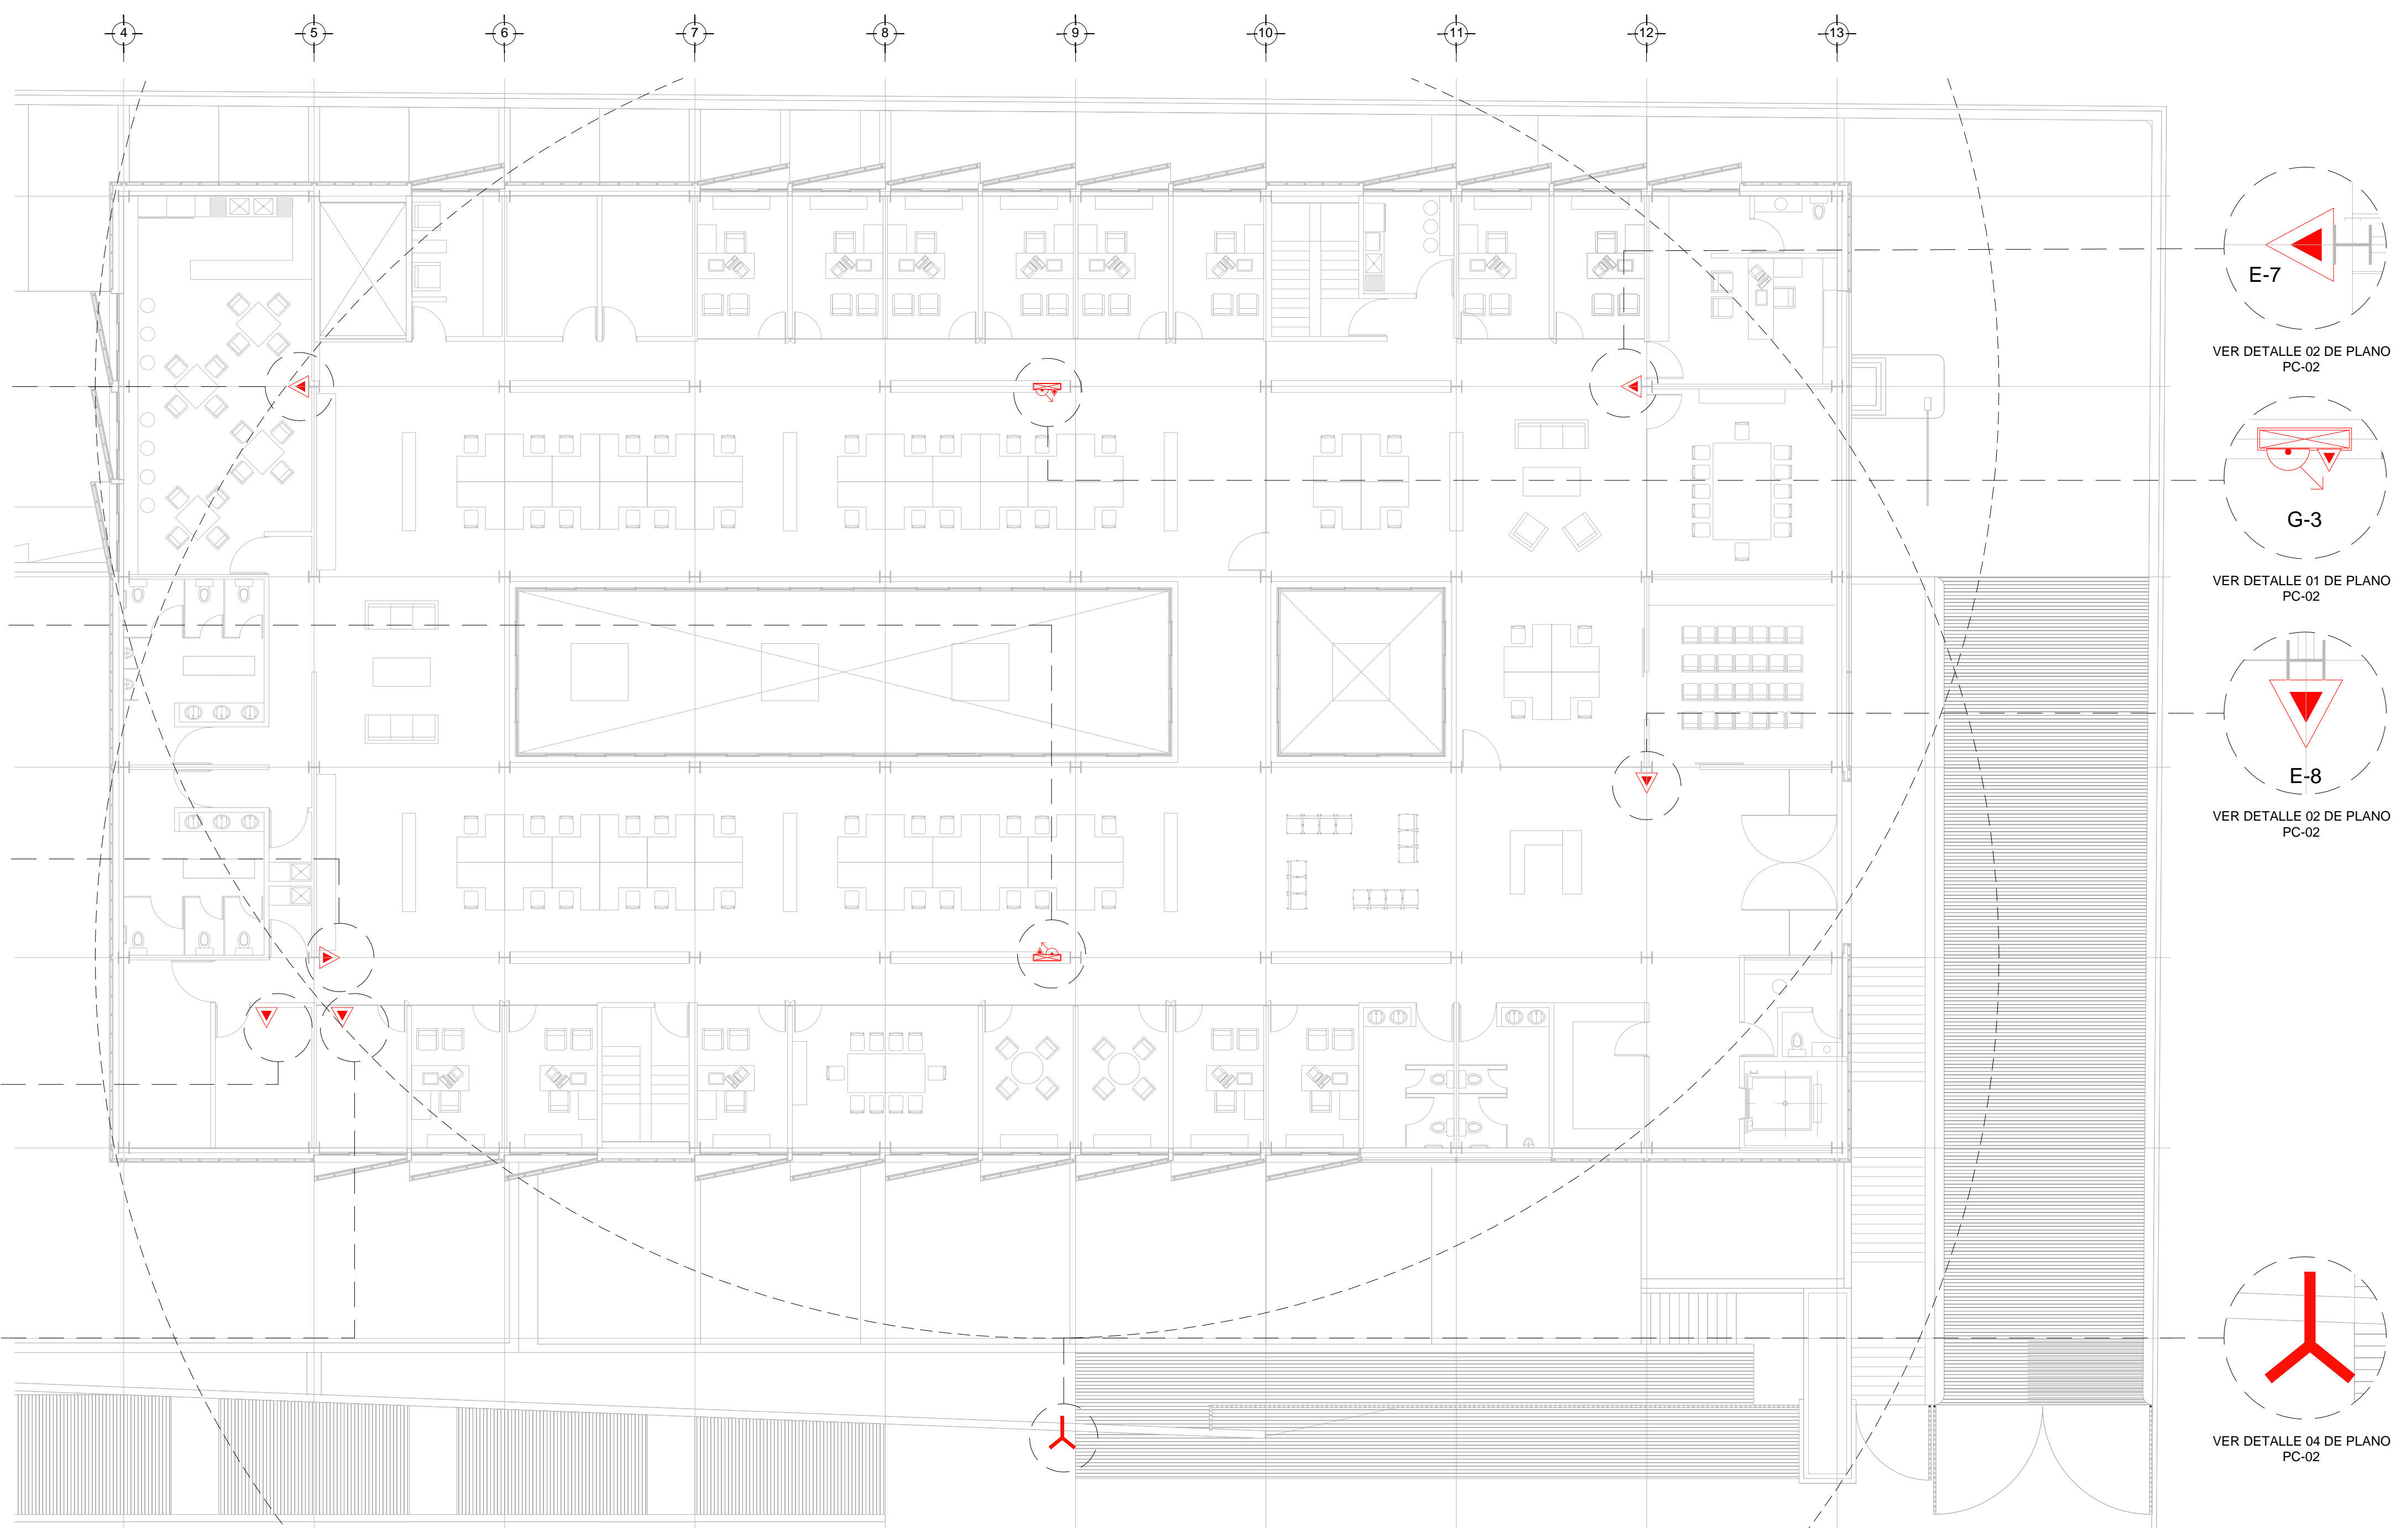 4 5 6 7 8 9 10 11 12 13
E-7
VER DETALLE 02 DE PLANO
PC-02
G-3
VER DETALLE 01 DE PLANO
PC-02
E-8
VER DETALLE 02 DE PLANO
PC-02
VER DETALLE 04 DE PLANO
PC-02